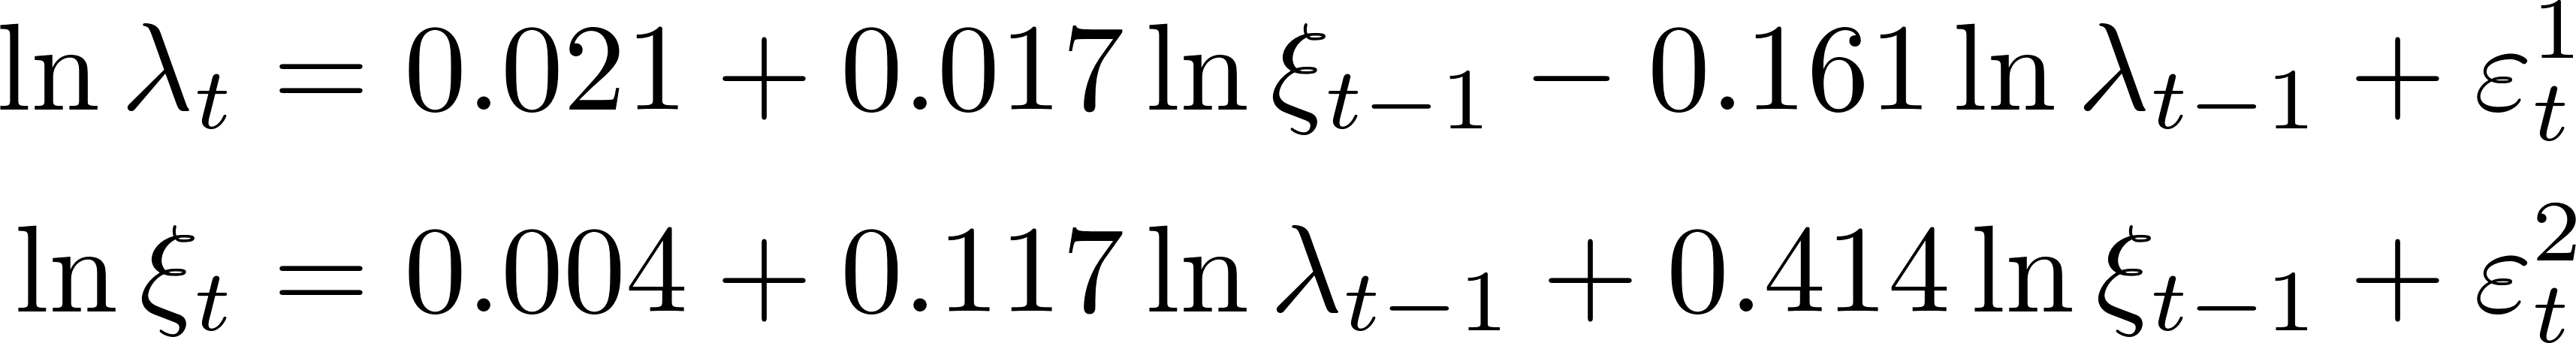 ln λ_t = 0.021 + 0.017 ln ξ_{t−1} − 0.161 ln λ_{t−1} + ε_t^1
ln ξ_t = 0.004 + 0.117 ln λ_{t−1} + 0.414 ln ξ_{t−1} + ε_t^2